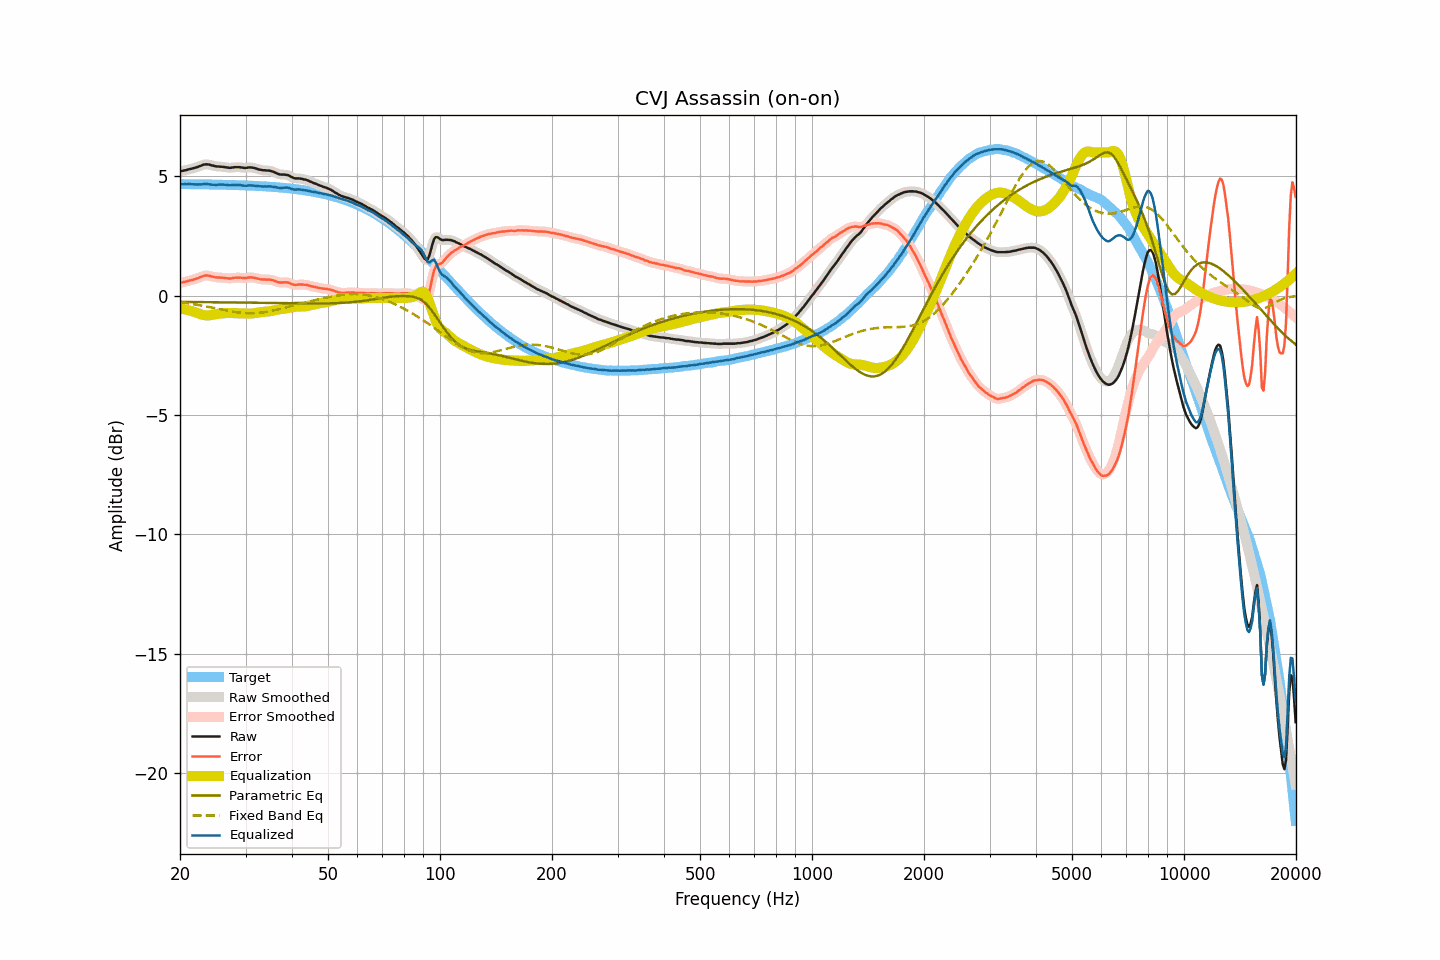 CVJ Assassin (on-on)
Amplitude (dBr)
5
0
−5
−10
−15
−20
Target
Raw Smoothed
Error Smoothed
Raw
Error
Equalization
Parametric Eq
Fixed Band Eq
Equalized
20 50 100 200 500 1000 2000 5000 10000 20000
Frequency (Hz)